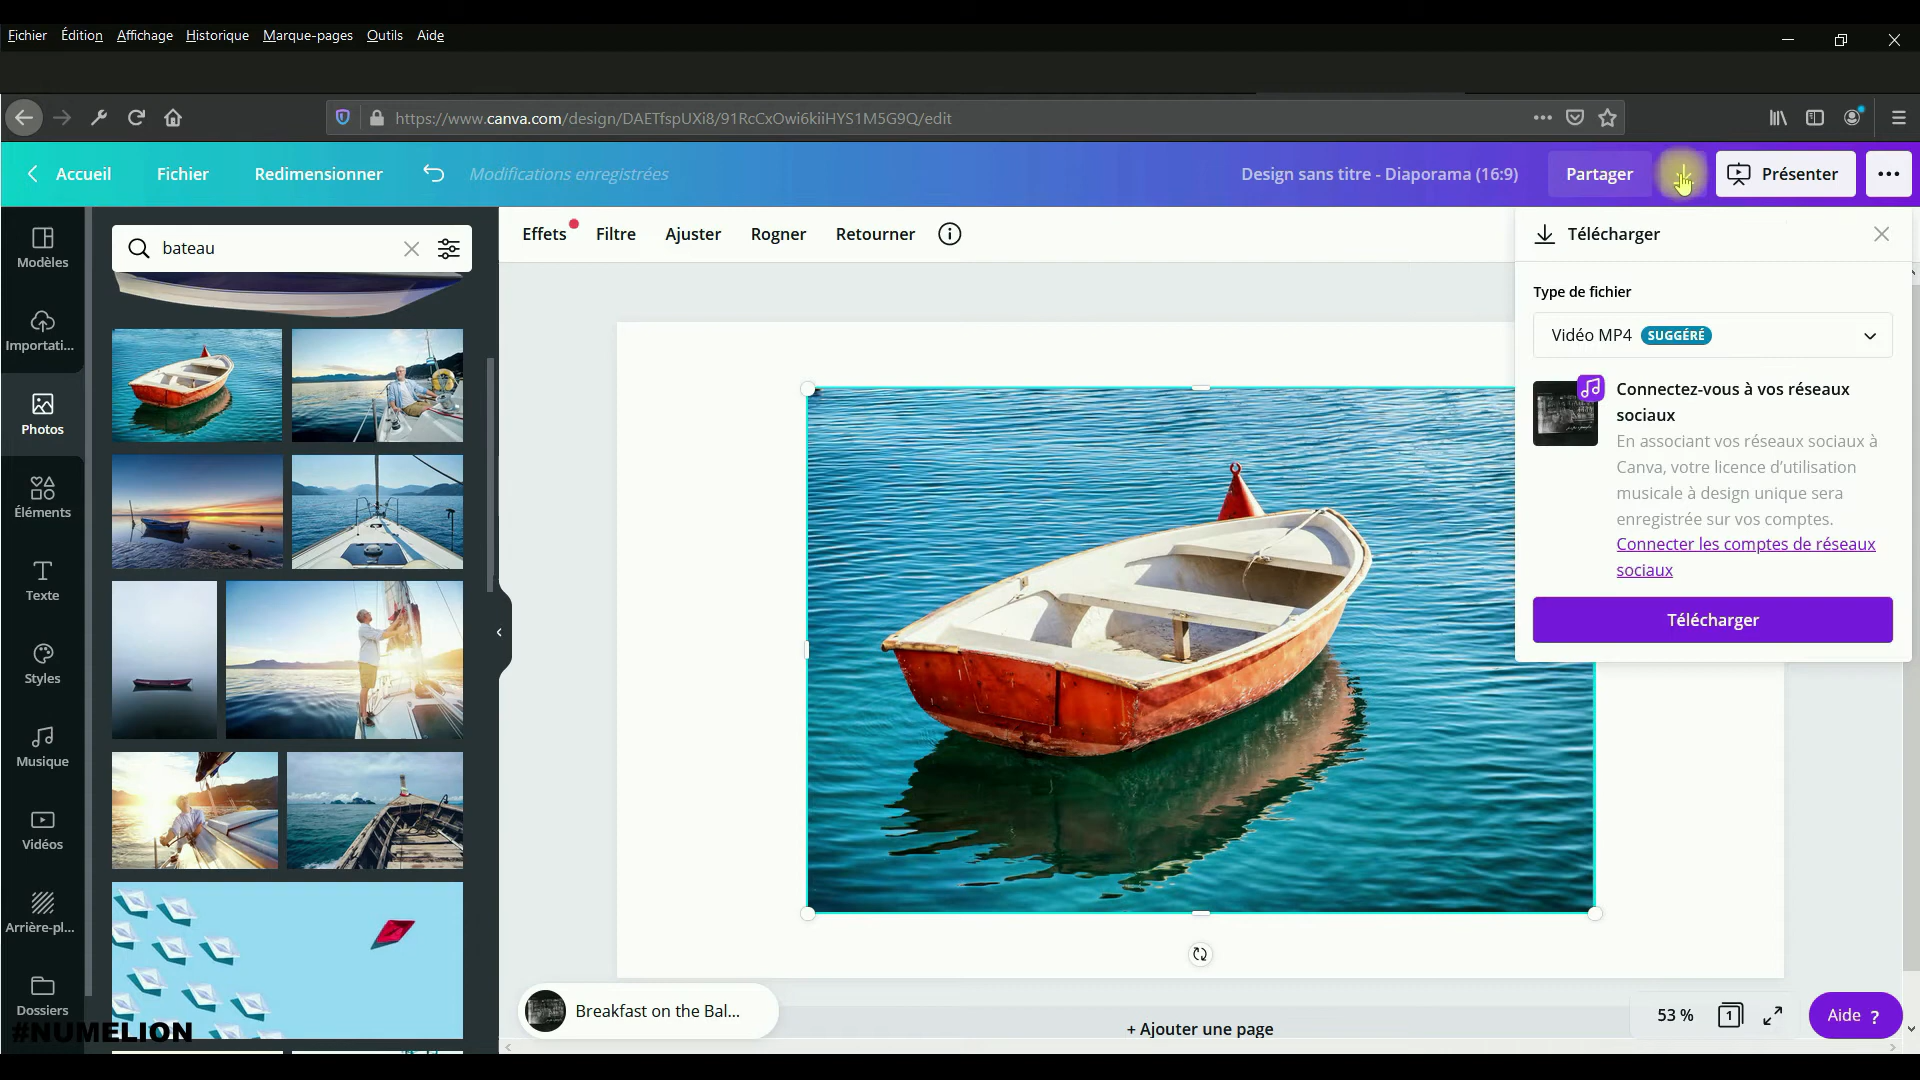 Fichier Édition Affichage Historique Marque-pages Outils Aide
https://www.canva.com/design/DAETfspUXi8/91RcCxOwi6kiiHYS1M5G9Q/edit
Accueil Fichier Redimensionner Modifications enregistrées Design sans titre - Diaporama (16:9) Partager Présenter
Modèles
Importati...
Photos
Éléments
Texte
Styles
Musique
Vidéos
Arrière-pl...
Dossiers
#NUMELION
bateau
Effets Filtre Ajuster Rogner Retourner
Télécharger
Type de fichier
Vidéo MP4 SUGGÉRÉ
Connectez-vous à vos réseaux
sociaux
En associant vos réseaux sociaux à
Canva, votre licence d'utilisation
musicale à design unique sera
enregistrée sur vos comptes.
Connecter les comptes de réseaux
sociaux
Télécharger
Breakfast on the Bal...
+ Ajouter une page
53 % 1 Aide ?